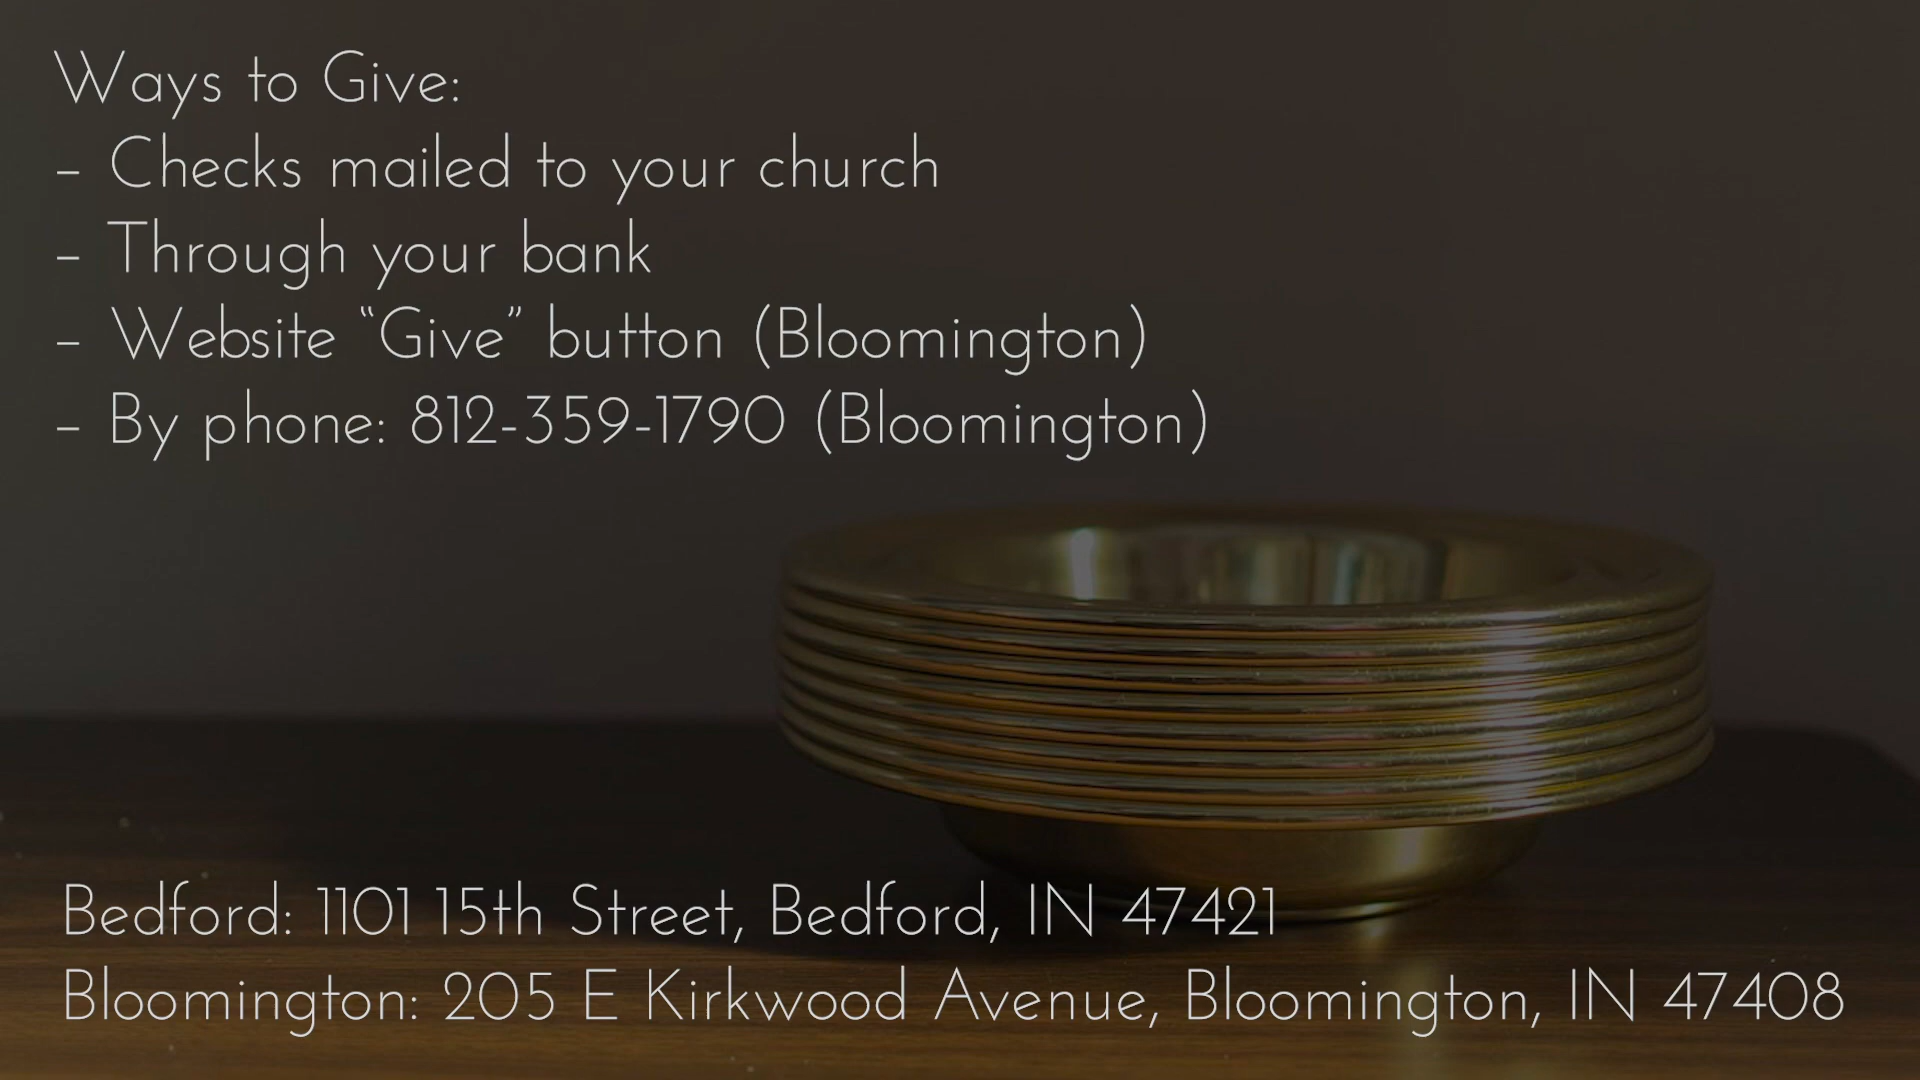 Ways to Give:
– Checks mailed to your church
– Through your bank
– Website “Give” button (Bloomington)
– By phone: 812-359-1790 (Bloomington)
Bedford: 1101 15th Street, Bedford, IN 47421
Bloomington: 205 E Kirkwood Avenue, Bloomington, IN 47408